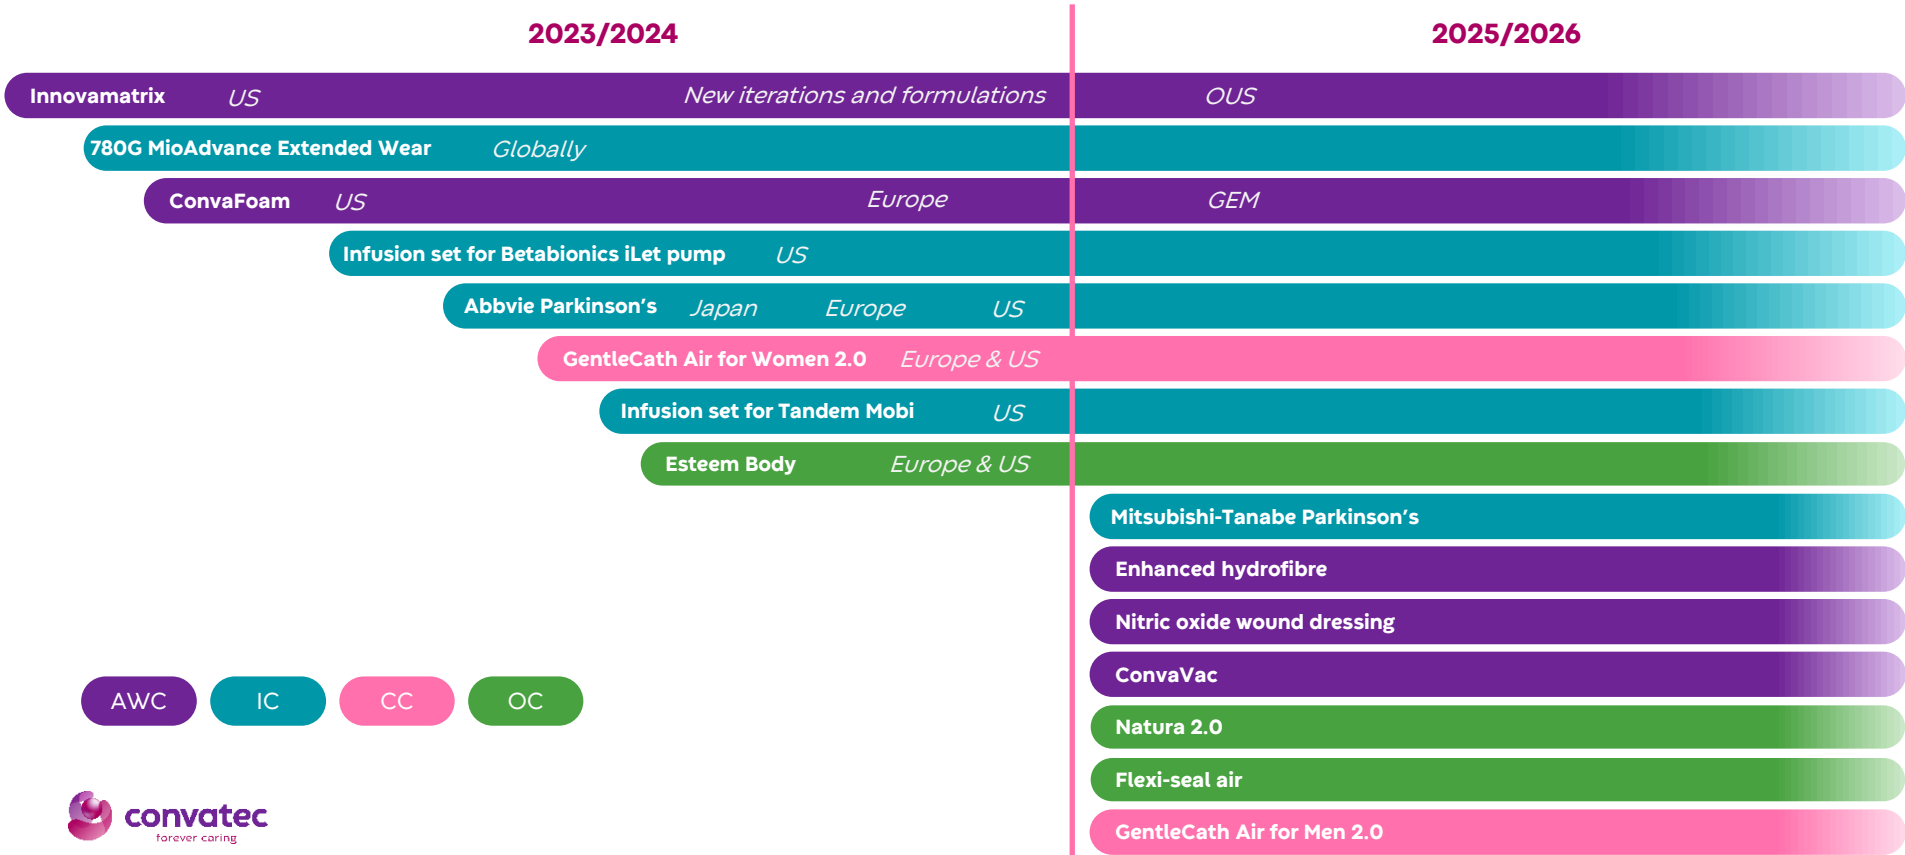 2023/2024
2025/2026
Innovamatrix US New iterations and formulations OUS
780G MioAdvance Extended Wear Globally
ConvaFoam US Europe GEM
Infusion set for Betabionics iLet pump US
Abbvie Parkinson's Japan Europe US
GentleCath Air for Women 2.0 Europe & US
Infusion set for Tandem Mobi US
Esteem Body Europe & US
Mitsubishi-Tanabe Parkinson's
Enhanced hydrofibre
Nitric oxide wound dressing
ConvaVac
Natura 2.0
Flexi-seal air
GentleCath Air for Men 2.0
AWC IC CC OC
convatec
forever caring